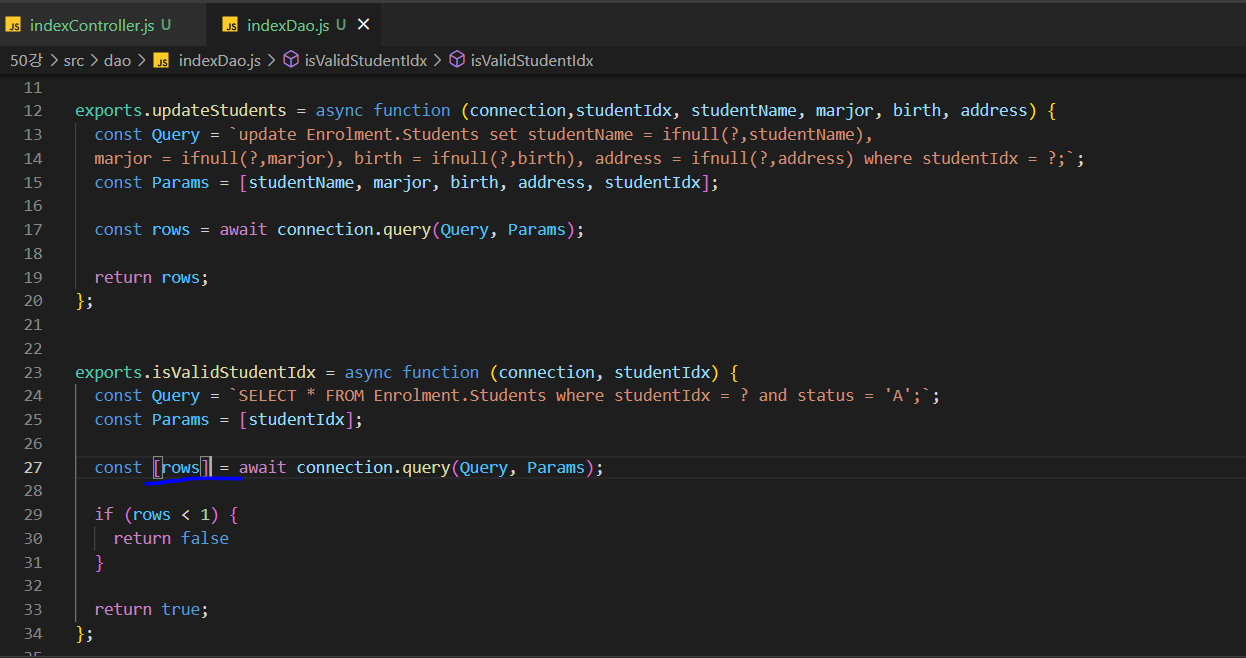 JS indexController.js U
JS indexDao.js U ×
50강 > src > dao > JS indexDao.js > isValidStudentIdx > isValidStudentIdx
11
12 exports.updateStudents = async function (connection,studentIdx, studentName, marjor, birth, address) {
13 const Query = `update Enrolment.Students set studentName = ifnull(?,studentName),
14 marjor = ifnull(?,marjor), birth = ifnull(?,birth), address = ifnull(?,address) where studentIdx = ?;`;
15 const Params = [studentName, marjor, birth, address, studentIdx];
16
17 const rows = await connection.query(Query, Params);
18
19 return rows;
20 };
21
22
23 exports.isValidStudentIdx = async function (connection, studentIdx) {
24 const Query = `SELECT * FROM Enrolment.Students where studentIdx = ? and status = 'A';`;
25 const Params = [studentIdx];
26
27 const [rows] = await connection.query(Query, Params);
28
29 if (rows < 1) {
30 return false
31 }
32
33 return true;
34 };
35